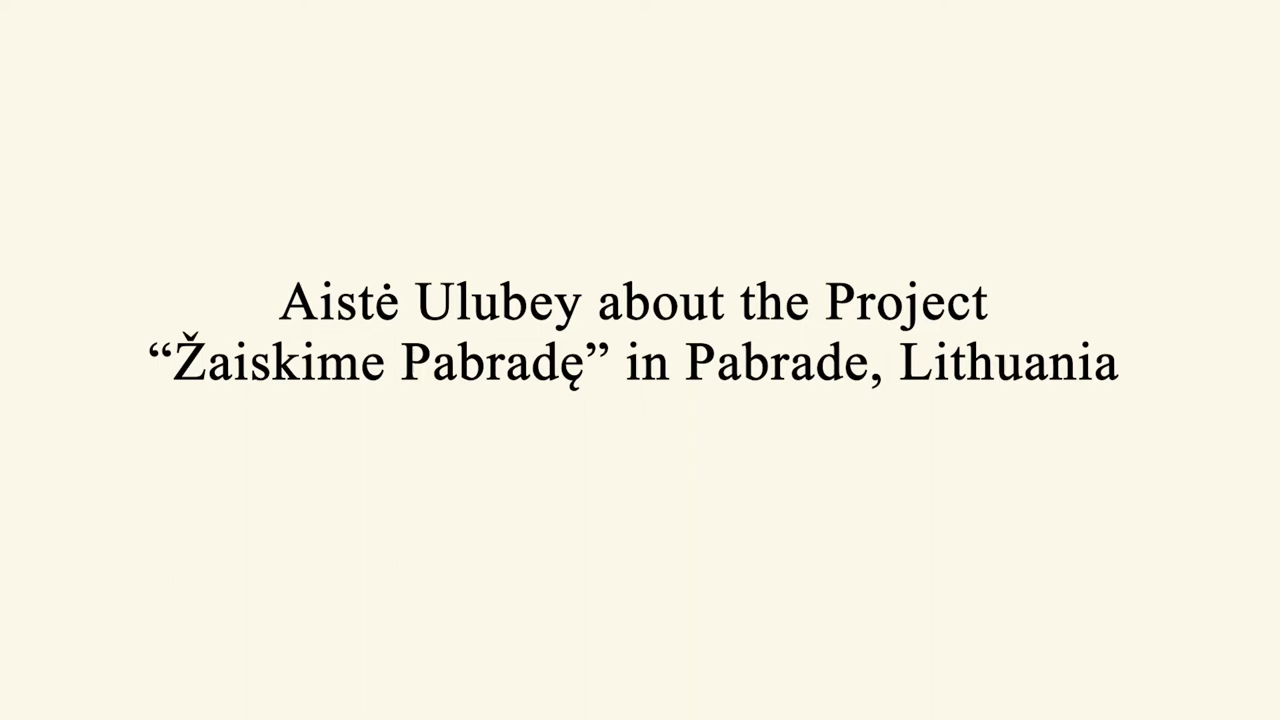 Aistė Ulubey about the Project
“Žaiskime Pabradę” in Pabrade, Lithuania